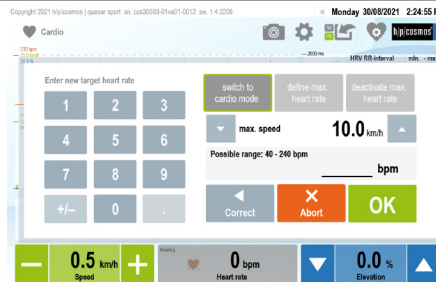 Copyright 2021 h/p/cosmos | quasar sport sn. cos30003-01va01-0012 sw. 1.4.0206
Monday 30/08/2021 2:24:55 P
Cardio
h/p/cosmos
2000 ms
HRV RR-Interval min. - ms
Enter new target heart rate
1 2 3
4 5 6
7 8 9
+/– 0 .
switch to
cardio mode
define max.
heart rate
deactivate max.
heart rate
max. speed 10.0 km/h
Possible range: 40 - 240 bpm
bpm
Correct
Abort
OK
0.5 km/h
Speed
Analog
0 bpm
Heart rate
0.0 %
Elevation